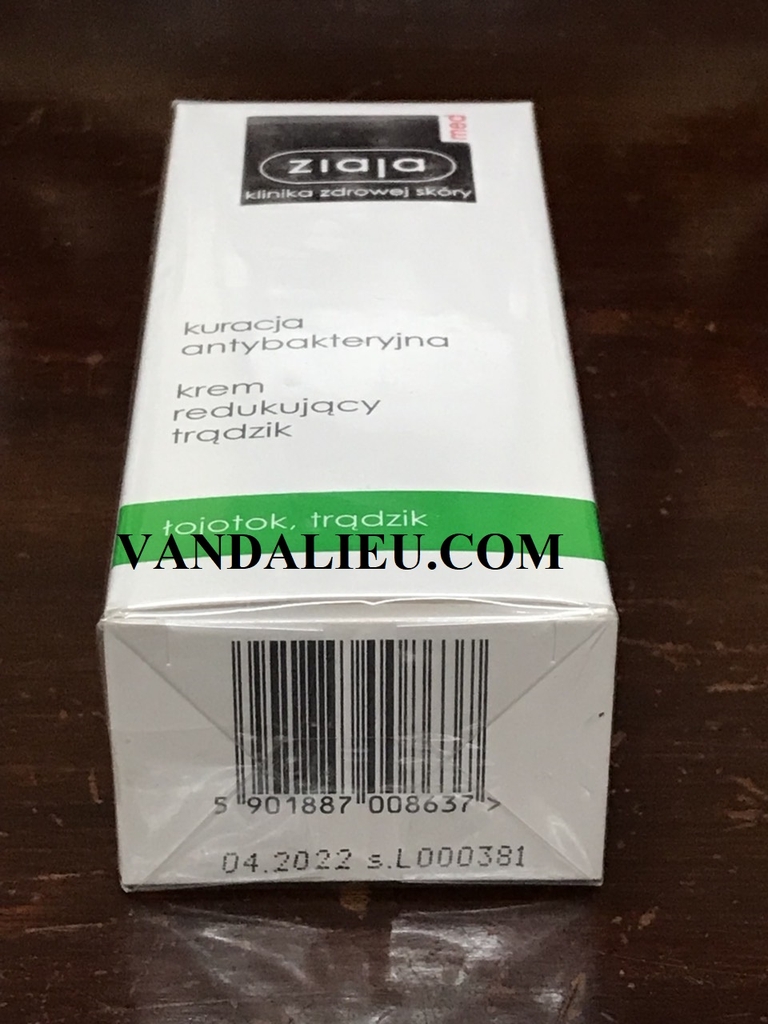 med
ziaja
klinika zdrowej skóry
kuracja
antybakteryjna
krem
redukujący
trądzik
łojotok, trądzik
VANDALIEU.COM
5 901887 008637 >
04.2022 s.L000381